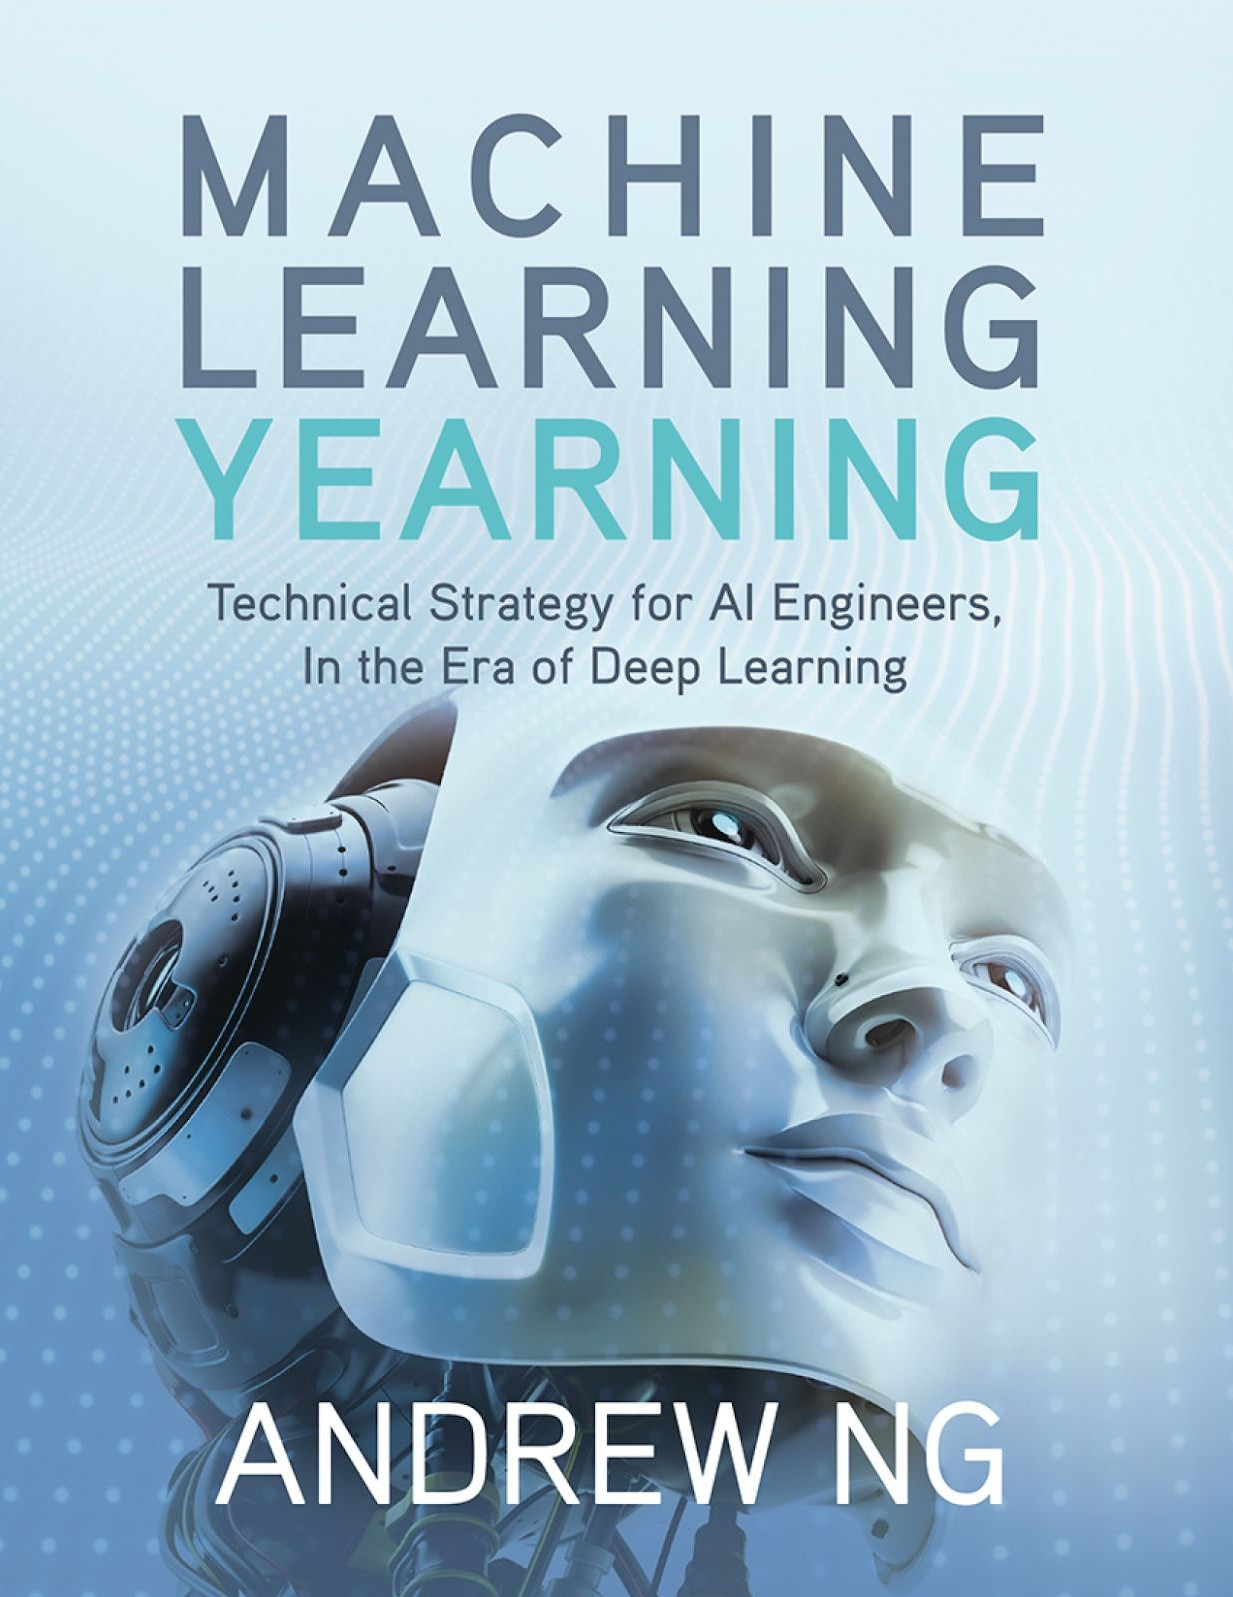 MACHINE
LEARNING
YEARNING
Technical Strategy for AI Engineers,
In the Era of Deep Learning
ANDREW NG